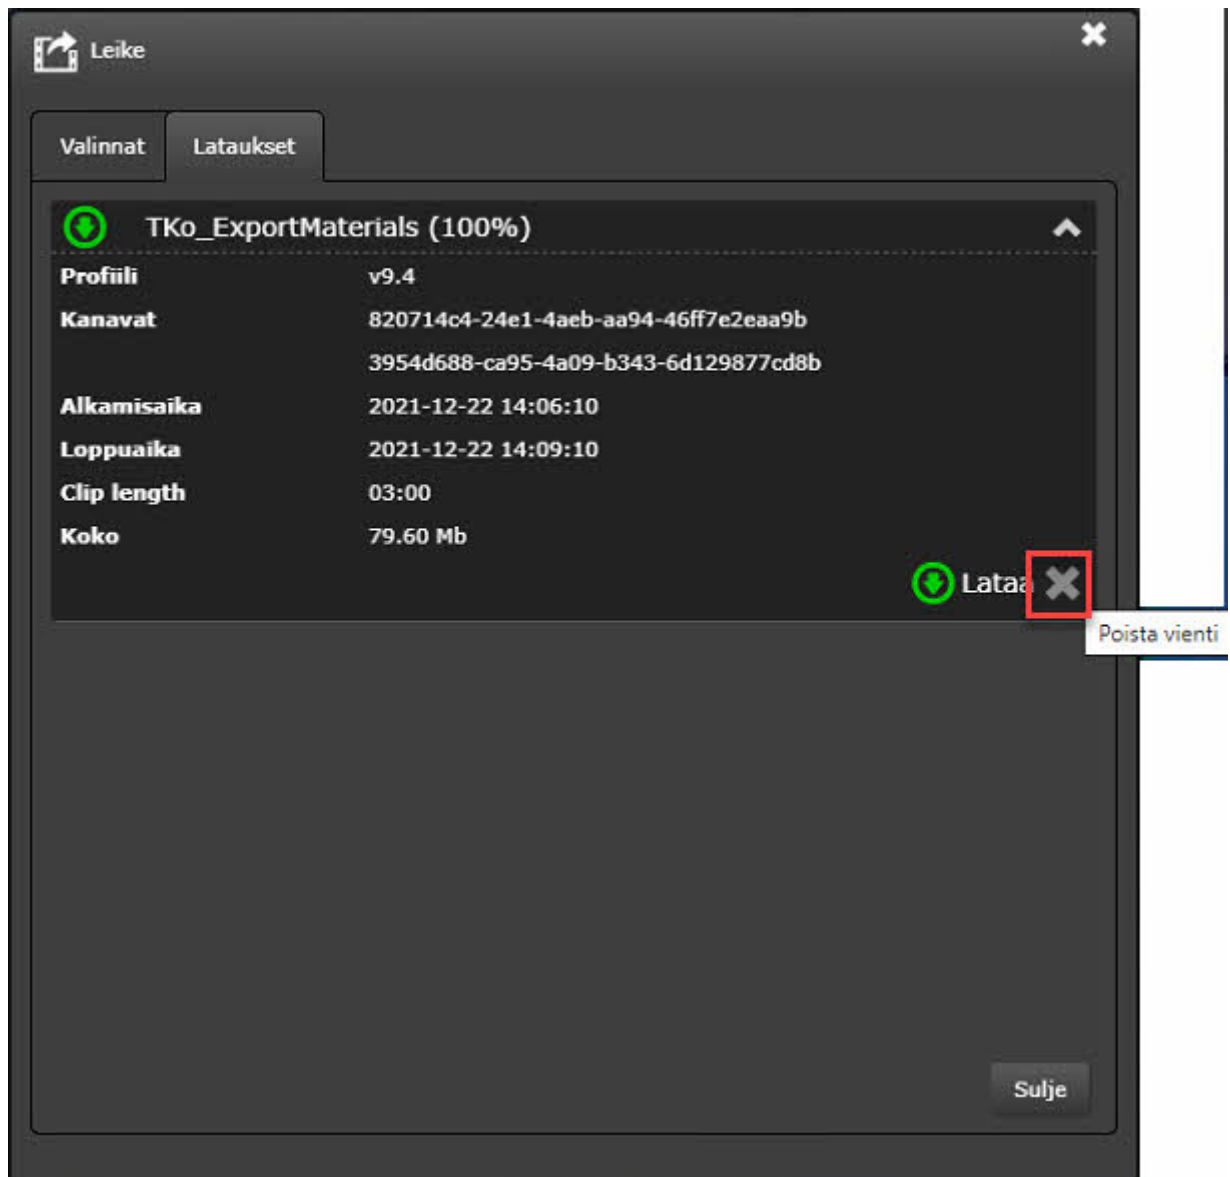 Leike
Valinnat Lataukset
TKo_ExportMaterials (100%)
Profiili v9.4
Kanavat 820714c4-24e1-4aeb-aa94-46ff7e2eaa9b
3954d688-ca95-4a09-b343-6d129877cd8b
Alkamisaika 2021-12-22 14:06:10
Loppuaika 2021-12-22 14:09:10
Clip length 03:00
Koko 79.60 Mb
Lataa
Poista vienti
Sulje